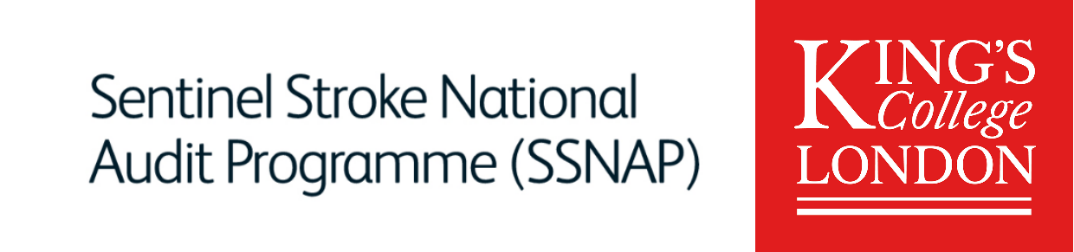 Sentinel Stroke National
Audit Programme (SSNAP)
KING'S
College
LONDON